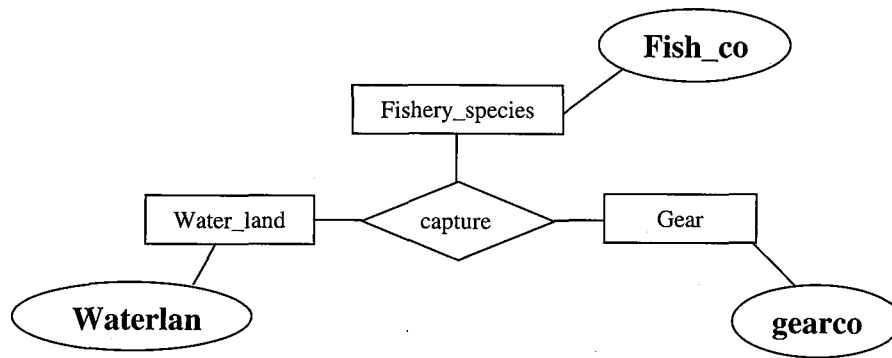 Fish_co
Fishery_species
Water_land
capture
Gear
Waterlan
gearco